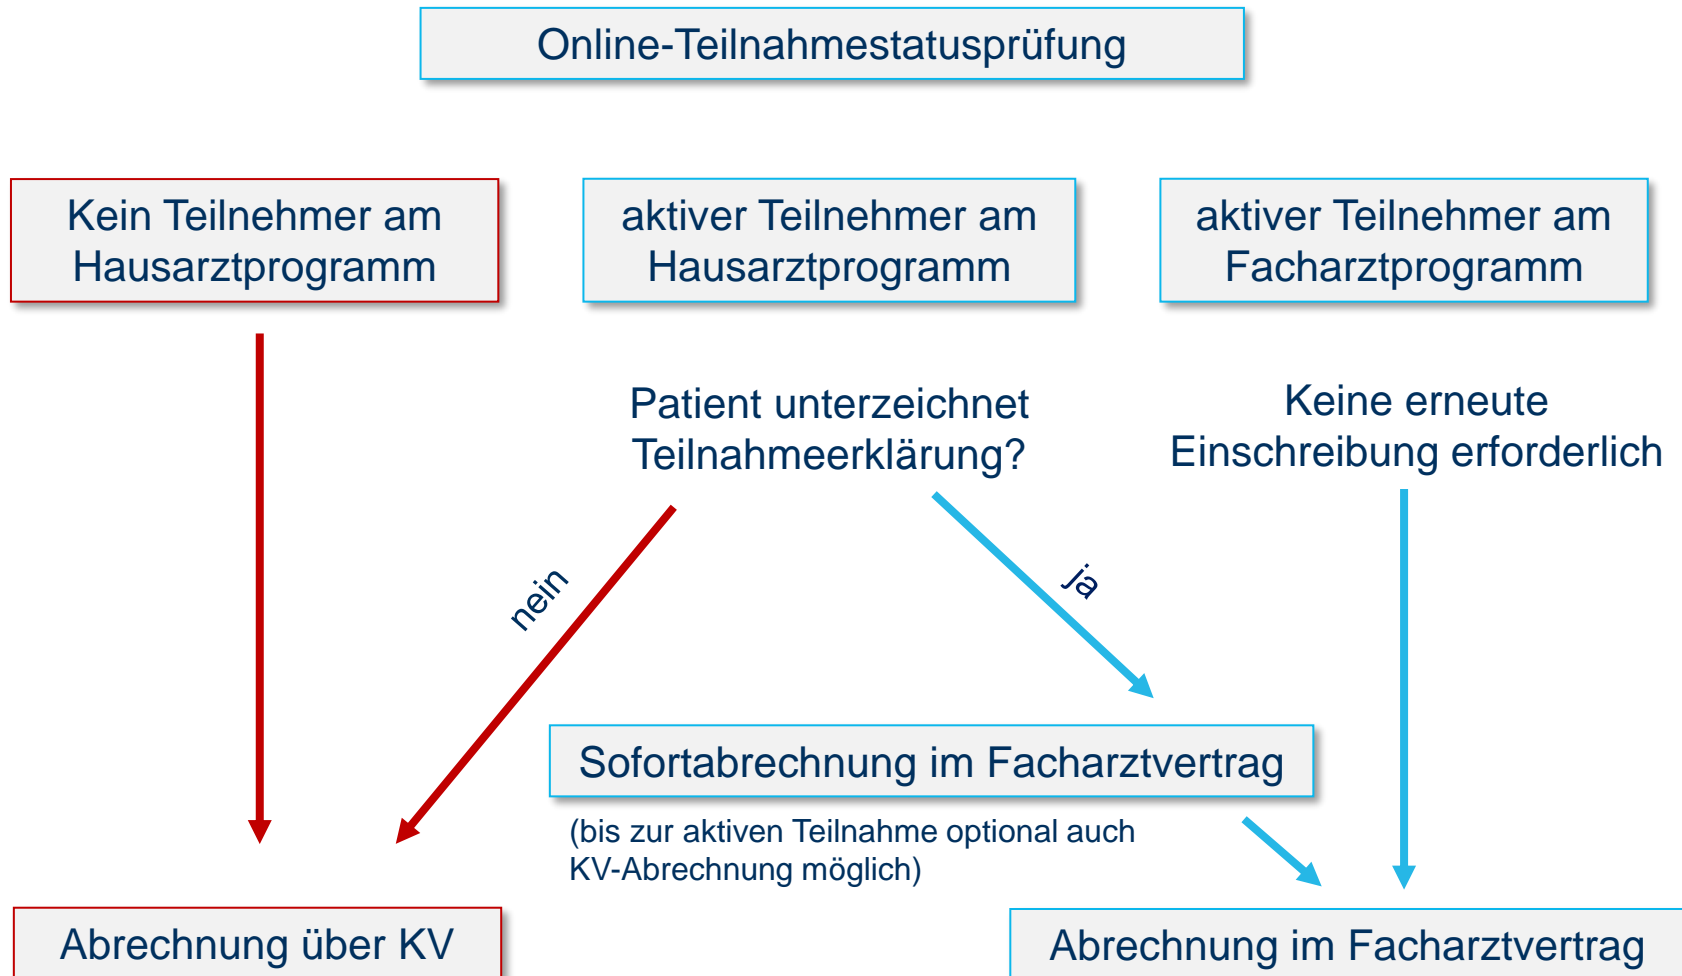 Online-Teilnahmestatusprüfung
Kein Teilnehmer am
Hausarztprogramm
aktiver Teilnehmer am
Hausarztprogramm
aktiver Teilnehmer am
Facharztprogramm
Patient unterzeichnet
Teilnahmeerklärung?
Keine erneute
Einschreibung erforderlich
nein
ja
Sofortabrechnung im Facharztvertrag
(bis zur aktiven Teilnahme optional auch
KV-Abrechnung möglich)
Abrechnung über KV
Abrechnung im Facharztvertrag